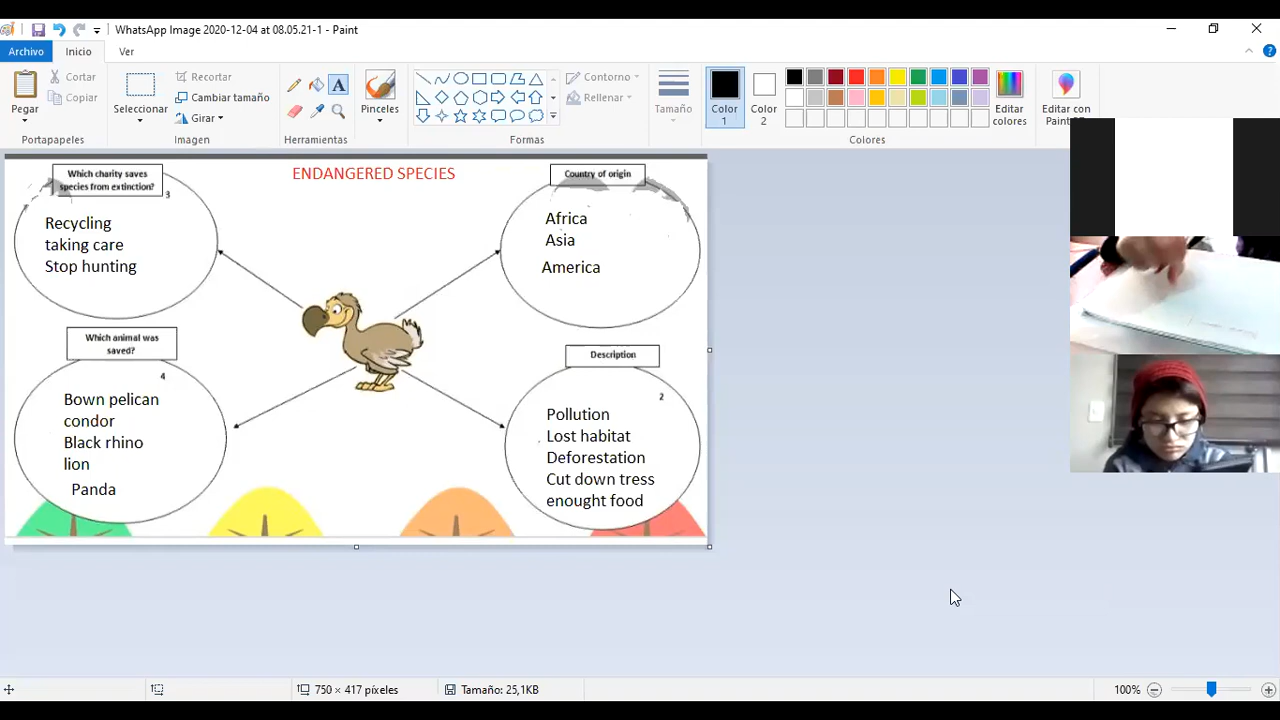 WhatsApp Image 2020-12-04 at 08.05.21-1 - Paint
Archivo
Inicio
Ver
Pegar
Cortar
Copiar
Portapapeles
Seleccionar
Recortar
Cambiar tamaño
Girar
Imagen
Herramientas
Pinceles
Contorno
Rellenar
Formas
Tamaño
Color 1
Color 2
Editar colores
Colores
Editar con Paint
ENDANGERED SPECIES
Which charity saves
species from extinction?
3
Recycling
taking care
Stop hunting
Country of origin
Africa
Asia
America
Which animal was
saved?
4
Bown pelican
condor
Black rhino
lion
Panda
Description
2
Pollution
Lost habitat
Deforestation
Cut down tress
enought food
750 × 417 píxeles
Tamaño: 25,1KB
100%